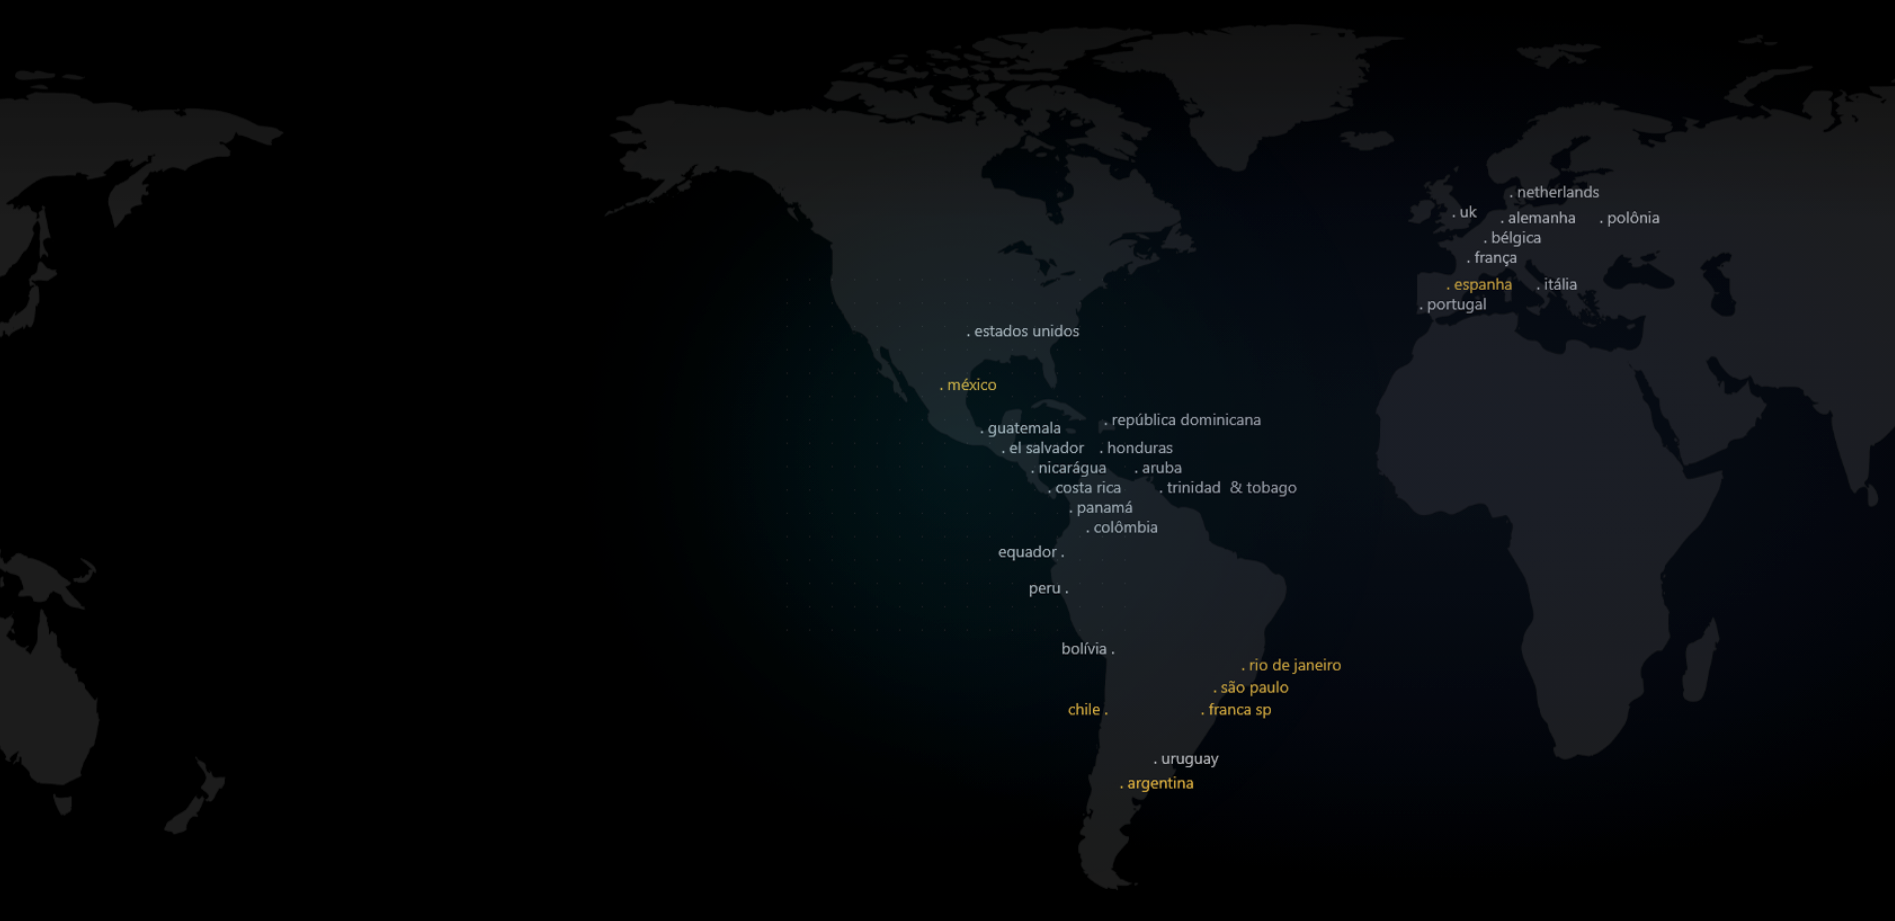 . netherlands
. uk
. alemanha
. polônia
. bélgica
. frança
. espanha
. itália
. portugal
. estados unidos
. méxico
. república dominicana
. guatemala
. el salvador
. honduras
. nicarágua
. aruba
. costa rica
. trinidad & tobago
. panamá
. colômbia
equador .
peru .
bolívia .
. rio de janeiro
. são paulo
chile .
. franca sp
. uruguay
. argentina